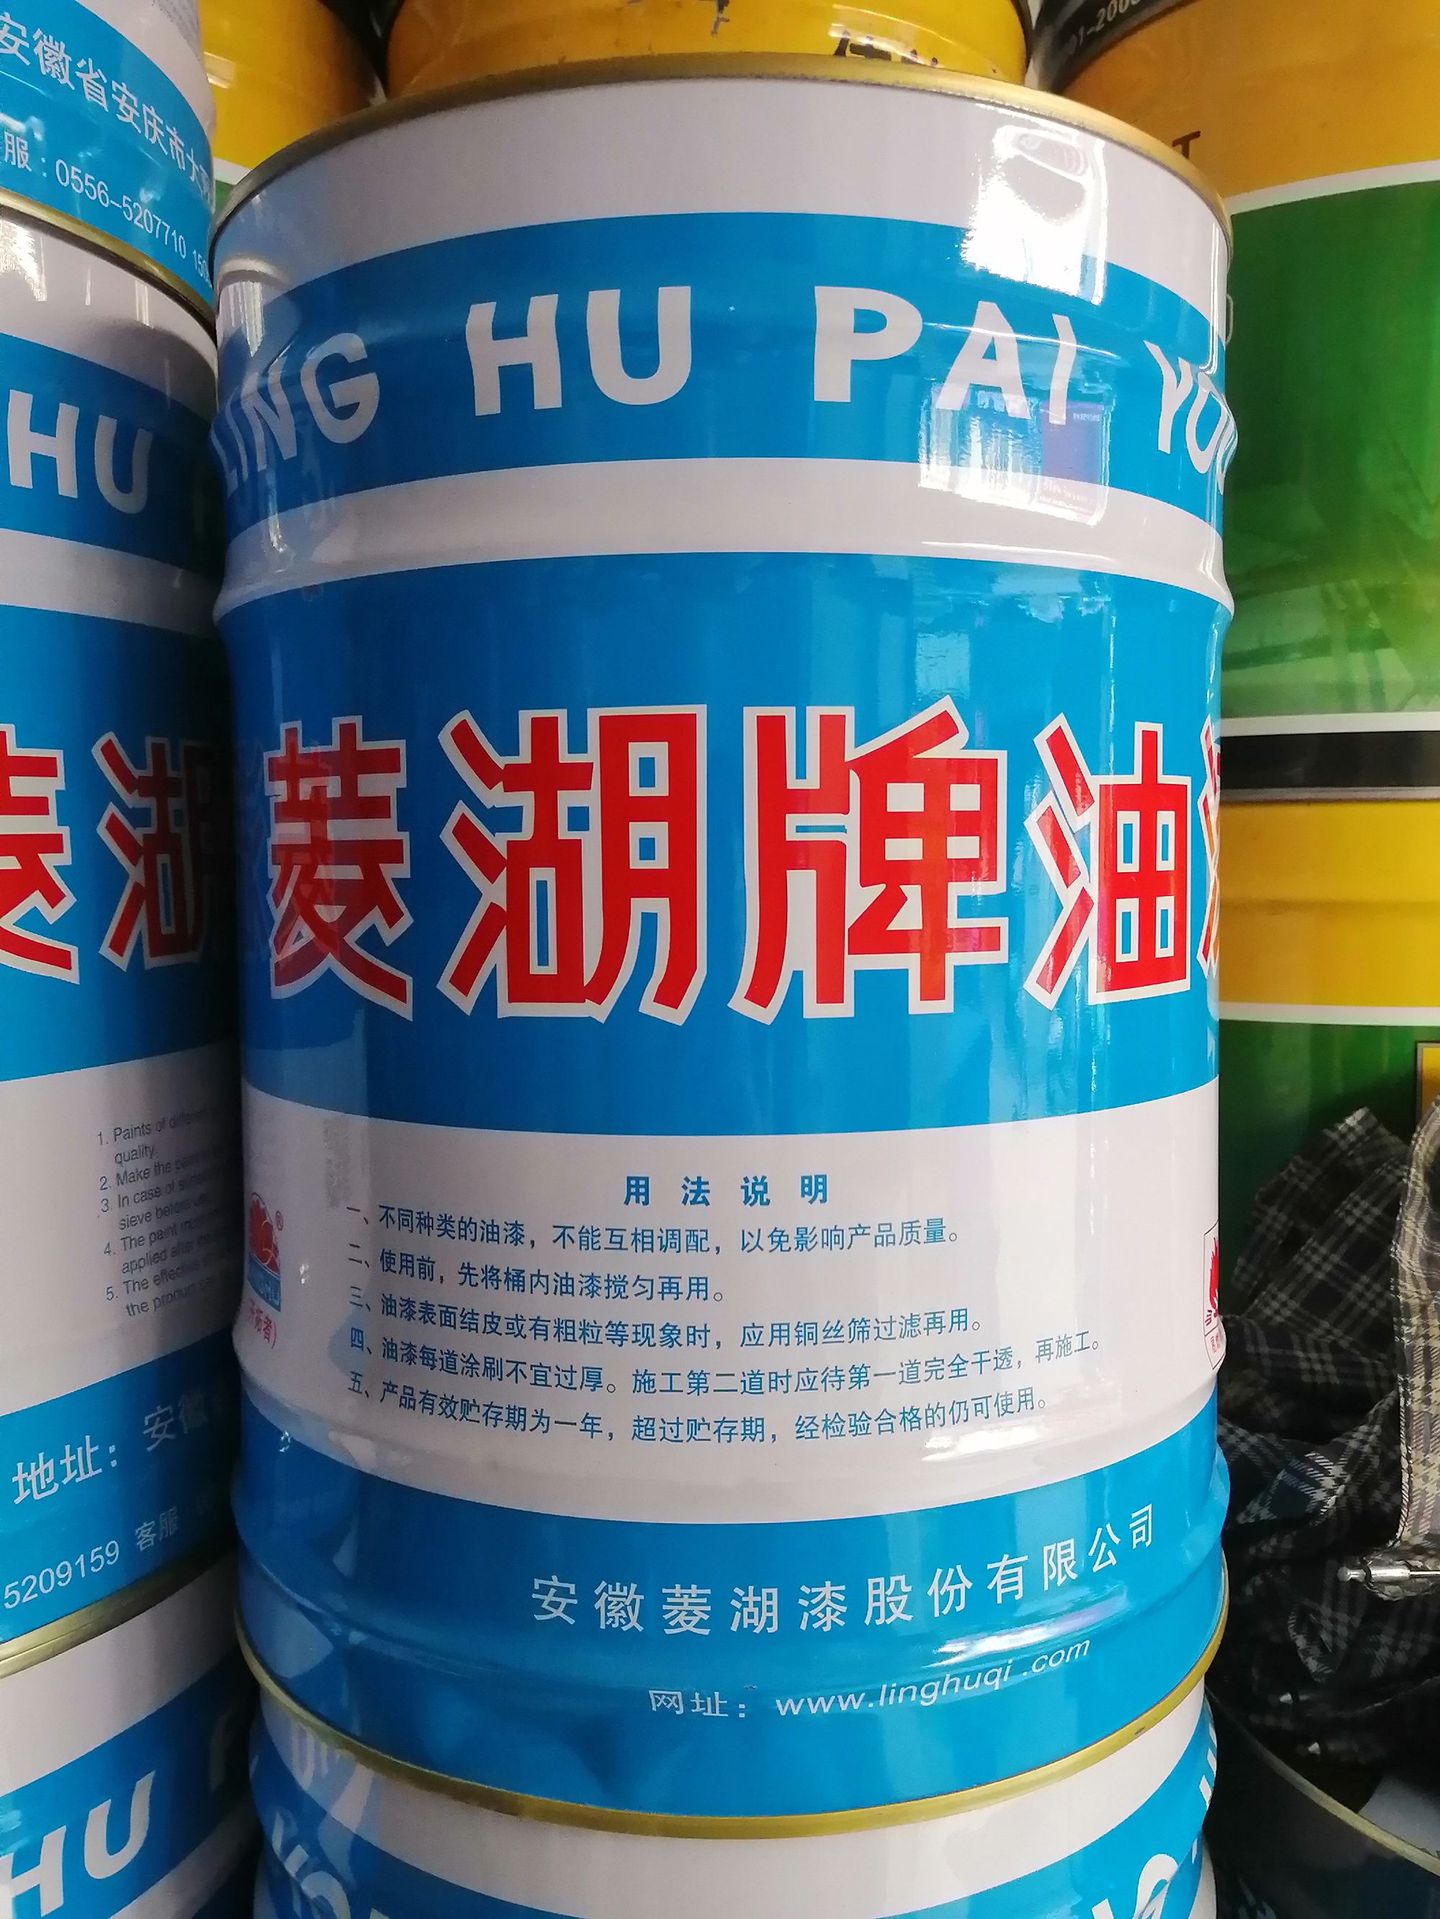 安徽省安庆市大
服：0556-5207710
LING HU PAI YOU
HU
菱湖牌油
菱湖
1. Paints of
quality.
2. Make the
3. In case of
sieve before
4. The paint
applied after
5. The effective
the product
用法说明
一、不同种类的油漆，不能互相调配，以免影响产品质量。
二、使用前，先将桶内油漆搅匀再用。
三、油漆表面结皮或有粗粒等现象时，应用铜丝筛过滤再用。
四、油漆每道涂刷不宜过厚。施工第二道时应待第一道完全干透，再施工。
五、产品有效贮存期为一年，超过贮存期，经检验合格的仍可使用。
地址：安徽
5209159 客服
安徽菱湖漆股份有限公司
网址：www.linghuqi.com
HU